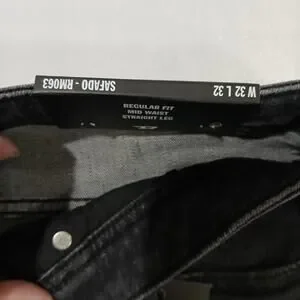 SAFADO - RM063
W 32 L 32
REGULAR FIT
MID WAIST
STRAIGHT LEG